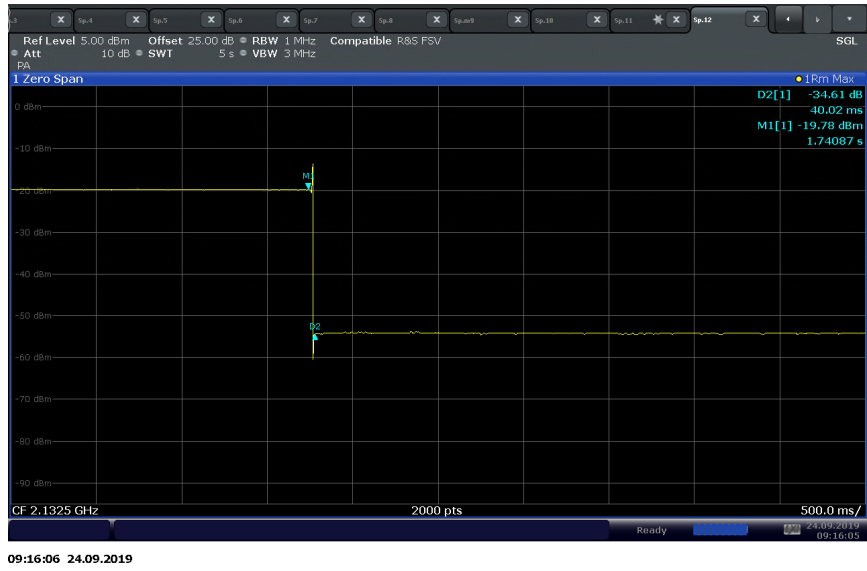 .3 X Sp.4 X Sp.5 X Sp.6 X Sp.7 X Sp.8 X X Sp.10 X Sp.11 X Sp.12 X
Ref Level 5.00 dBm Offset 25.00 dB RBW 1 MHz Compatible R&S FSV SGL
Att 10 dB SWT 5 s VBW 3 MHz
PA
1 Zero Span 1Rm Max
D2[1] -34.61 dB
40.02 ms
M1[1] -19.78 dBm
1.74087 s
0 dBm
-10 dBm
M1
-20 dBm
-30 dBm
-40 dBm
-50 dBm
D2
-60 dBm
-70 dBm
-80 dBm
-90 dBm
CF 2.1325 GHz 2000 pts 500.0 ms/
Ready 24.09.2019
09:16:05
09:16:06 24.09.2019